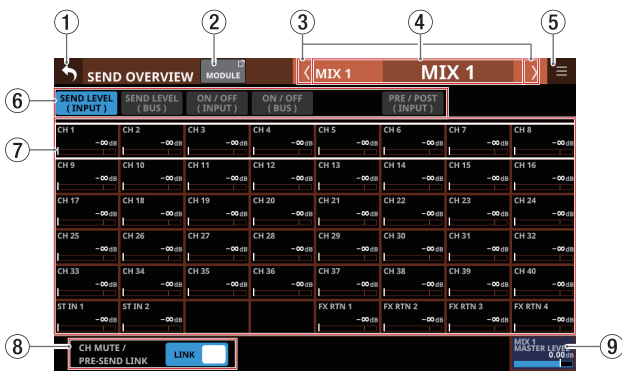 1 2 3 4 5
SEND OVERVIEW MODULE MIX 1 MIX 1
6
SEND LEVEL (INPUT) SEND LEVEL (BUS) ON / OFF (INPUT) ON / OFF (BUS) PRE / POST (INPUT)
7
CH 1 CH 2 CH 3 CH 4 CH 5 CH 6 CH 7 CH 8
-∞dB -∞dB -∞dB -∞dB -∞dB -∞dB -∞dB -∞dB
CH 9 CH 10 CH 11 CH 12 CH 13 CH 14 CH 15 CH 16
-∞dB -∞dB -∞dB -∞dB -∞dB -∞dB -∞dB -∞dB
CH 17 CH 18 CH 19 CH 20 CH 21 CH 22 CH 23 CH 24
-∞dB -∞dB -∞dB -∞dB -∞dB -∞dB -∞dB -∞dB
CH 25 CH 26 CH 27 CH 28 CH 29 CH 30 CH 31 CH 32
-∞dB -∞dB -∞dB -∞dB -∞dB -∞dB -∞dB -∞dB
CH 33 CH 34 CH 35 CH 36 CH 37 CH 38 CH 39 CH 40
-∞dB -∞dB -∞dB -∞dB -∞dB -∞dB -∞dB -∞dB
ST IN 1 ST IN 2 FX RTN 1 FX RTN 2 FX RTN 3 FX RTN 4
-∞dB -∞dB -∞dB -∞dB -∞dB -∞dB
8
CH MUTE /
PRE-SEND LINK
LINK
MIX 1
MASTER LEVEL
0.00dB
9